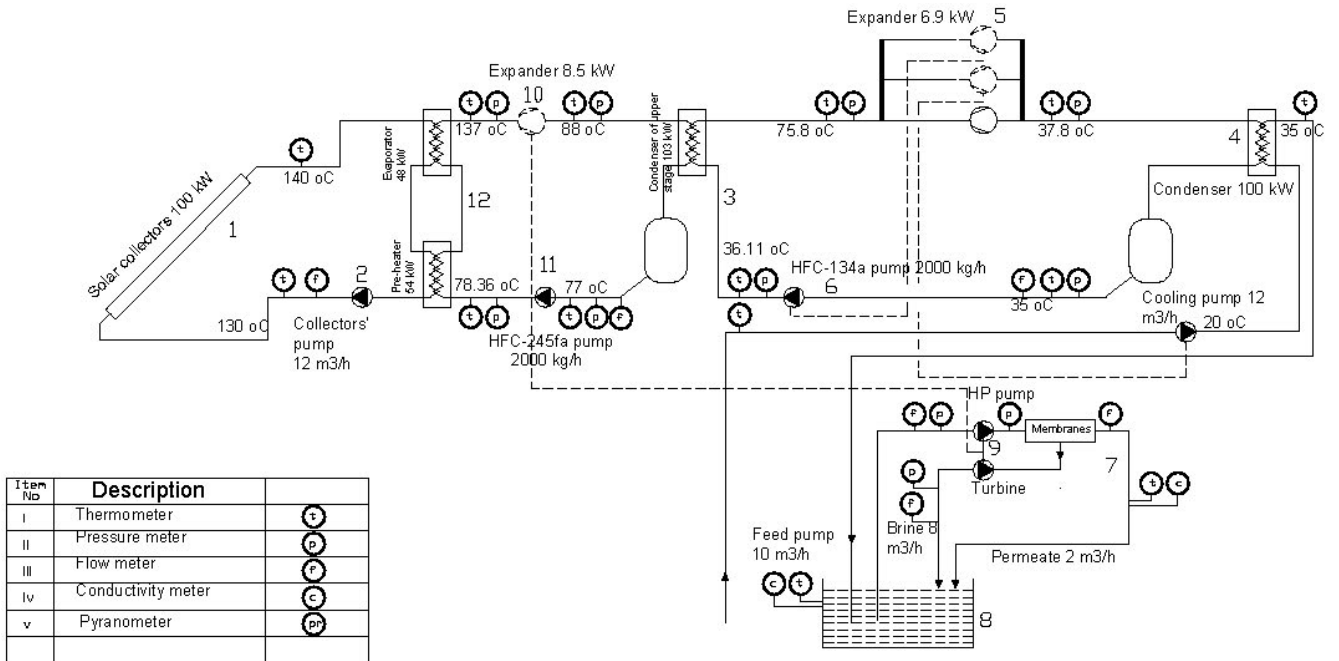 Expander 6.9 kW 5
Expander 8.5 kW
10
t p t p t p t p t
137 oC 88 oC 75.8 oC 37.8 oC 35 oC
Evaporator
48 kW
Condenser of upper
stage 103 kW
4
t
140 oC
Solar collectors 100 kW
1
12
3
Condenser 100 kW
Pre-heater
54 kW
36.11 oC
t f 2
78.36 oC
11
77 oC
t p
HFC-134a pump 2000 kg/h
6
f t p
35 oC
Cooling pump 12
m3/h
20 oC
130 oC
Collectors'
pump
12 m3/h
t p t p f
HFC-245fa pump
2000 kg/h
t
HP pump
f p p f
Membranes
9
7
Turbine
p
f
t c
Brine 8
m3/h
Feed pump
10 m3/h
Permeate 2 m3/h
c t
8
Item
No Description
I Thermometer t
II Pressure meter p
III Flow meter f
Iv Conductivity meter c
v Pyranometer pr